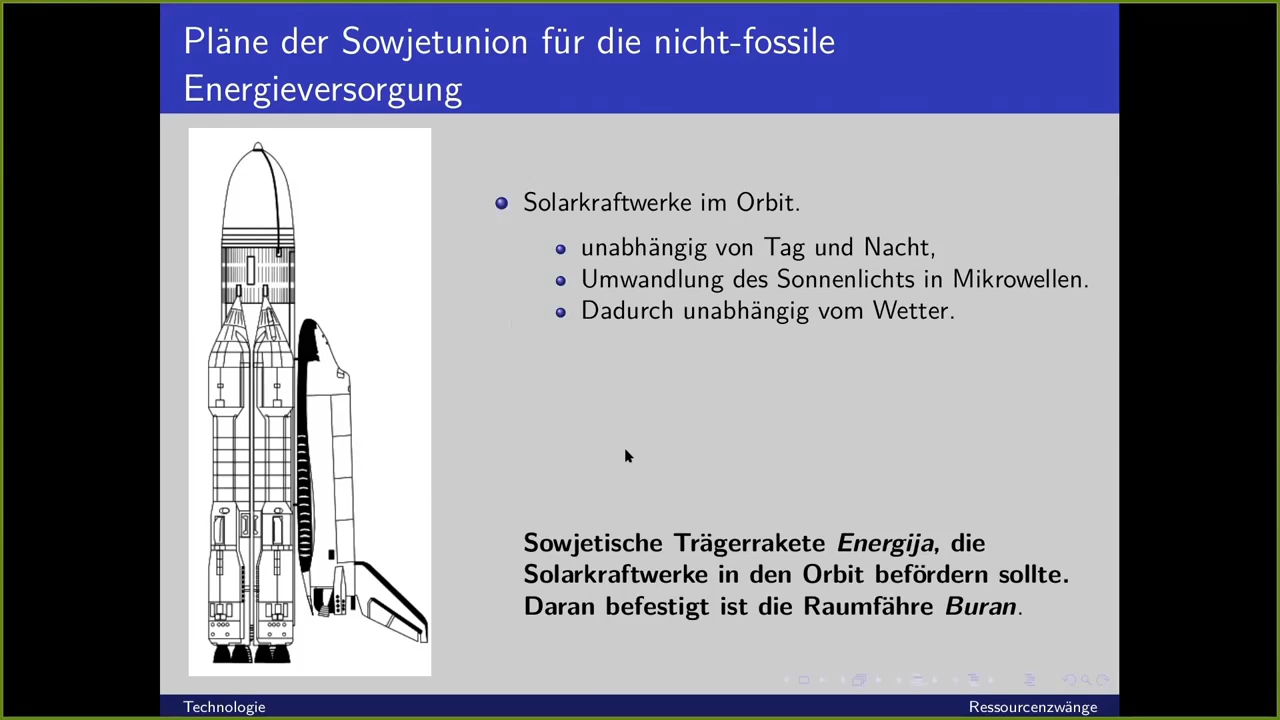 Pläne der Sowjetunion für die nicht-fossile
Energieversorgung
Solarkraftwerke im Orbit.
unabhängig von Tag und Nacht,
Umwandlung des Sonnenlichts in Mikrowellen.
Dadurch unabhängig vom Wetter.
Sowjetische Trägerrakete Energija, die
Solarkraftwerke in den Orbit befördern sollte.
Daran befestigt ist die Raumfähre Buran.
Technologie
Ressourcenzwänge